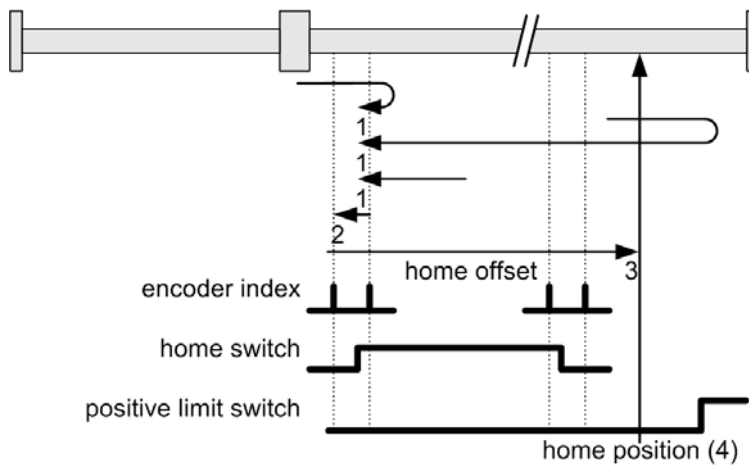 1
1
1
2
home offset
3
encoder index
home switch
positive limit switch
home position (4)